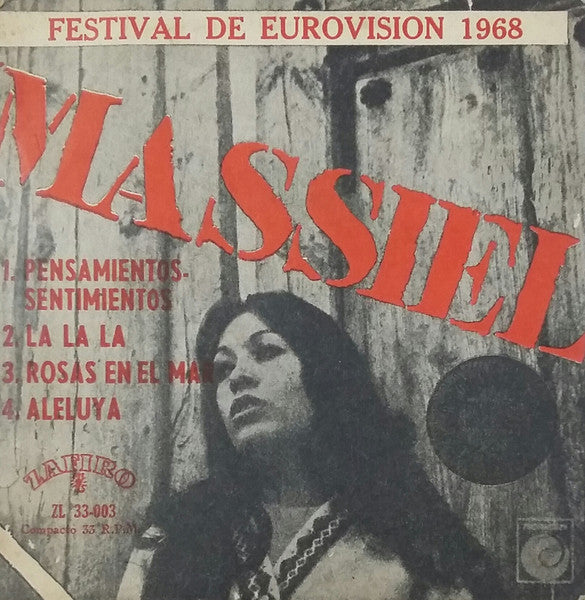 FESTIVAL DE EUROVISION 1968
MASSIEL
1. PENSAMIENTOS-
SENTIMIENTOS
2. LA LA LA
3. ROSAS EN EL MAR
4. ALELUYA
ZAFIRO
ZL 33-003
Compacto 33 R.P.M.